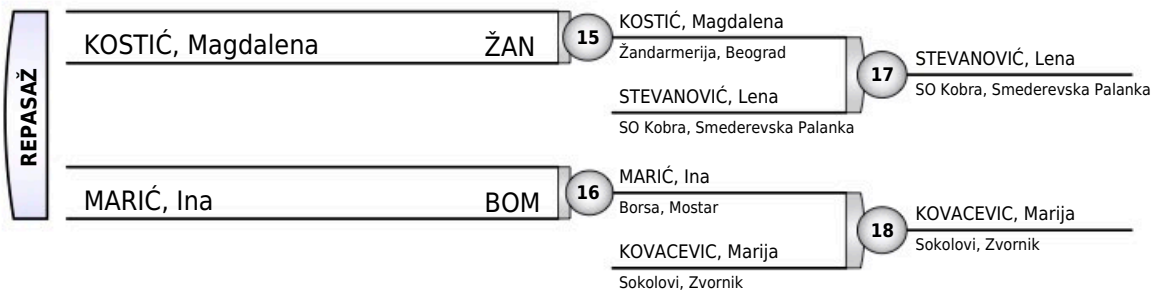 REPASAŽ
KOSTIĆ, Magdalena ŽAN
15
KOSTIĆ, Magdalena
Žandarmerija, Beograd
STEVANOVIĆ, Lena
SO Kobra, Smederevska Palanka
17
STEVANOVIĆ, Lena
SO Kobra, Smederevska Palanka
MARIĆ, Ina BOM
16
MARIĆ, Ina
Borsa, Mostar
KOVACEVIC, Marija
Sokolovi, Zvornik
18
KOVACEVIC, Marija
Sokolovi, Zvornik